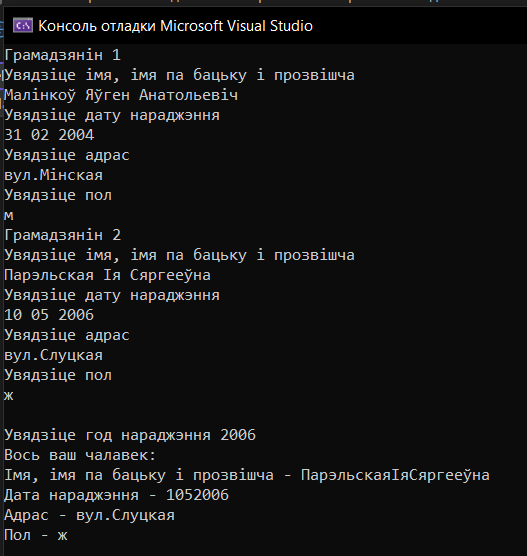 Консоль отладки Microsoft Visual Studio
Грамадзянін 1
Увядзіце імя, імя па бацьку і прозвішча
Малінкоў Яўген Анатольевіч
Увядзіце дату нараджэння
31 02 2004
Увядзіце адрас
вул.Мінская
Увядзіце пол
м
Грамадзянін 2
Увядзіце імя, імя па бацьку і прозвішча
Парэльская Ія Сяргееўна
Увядзіце дату нараджэння
10 05 2006
Увядзіце адрас
вул.Слуцкая
Увядзіце пол
ж
Увядзіце год нараджэння 2006
Вось ваш чалавек:
Імя, імя па бацьку і прозвішча - ПарэльскаяІяСяргееўна
Дата нараджэння - 1052006
Адрас - вул.Слуцкая
Пол - ж